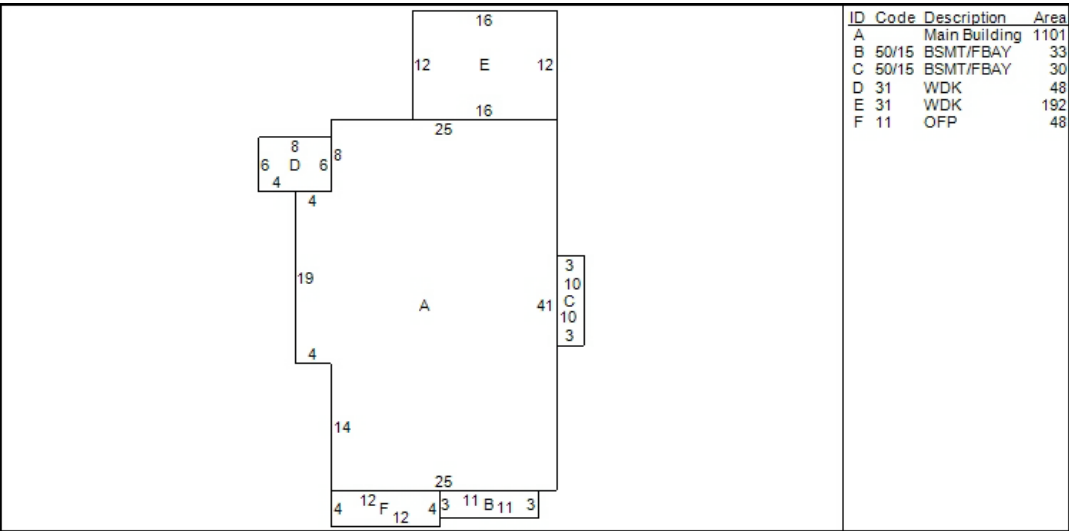 16
12 E 12
16
25
8
6 D 6
4
8
4
19
A
41
3
10
C
10
3
4
14
25
4 12 F 12 4
3 11 B 11 3
ID Code Description Area
A Main Building 1101
B 50/15 BSMT/FBAY 33
C 50/15 BSMT/FBAY 30
D 31 WDK 48
E 31 WDK 192
F 11 OFP 48